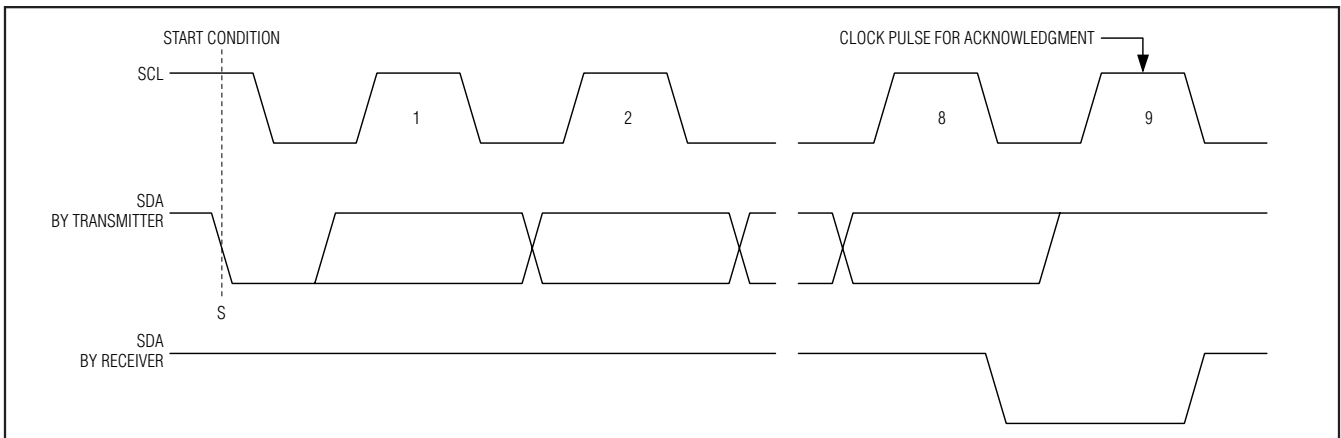 START CONDITION
CLOCK PULSE FOR ACKNOWLEDGMENT
SCL
1
2
8
9
SDA
BY TRANSMITTER
S
SDA
BY RECEIVER